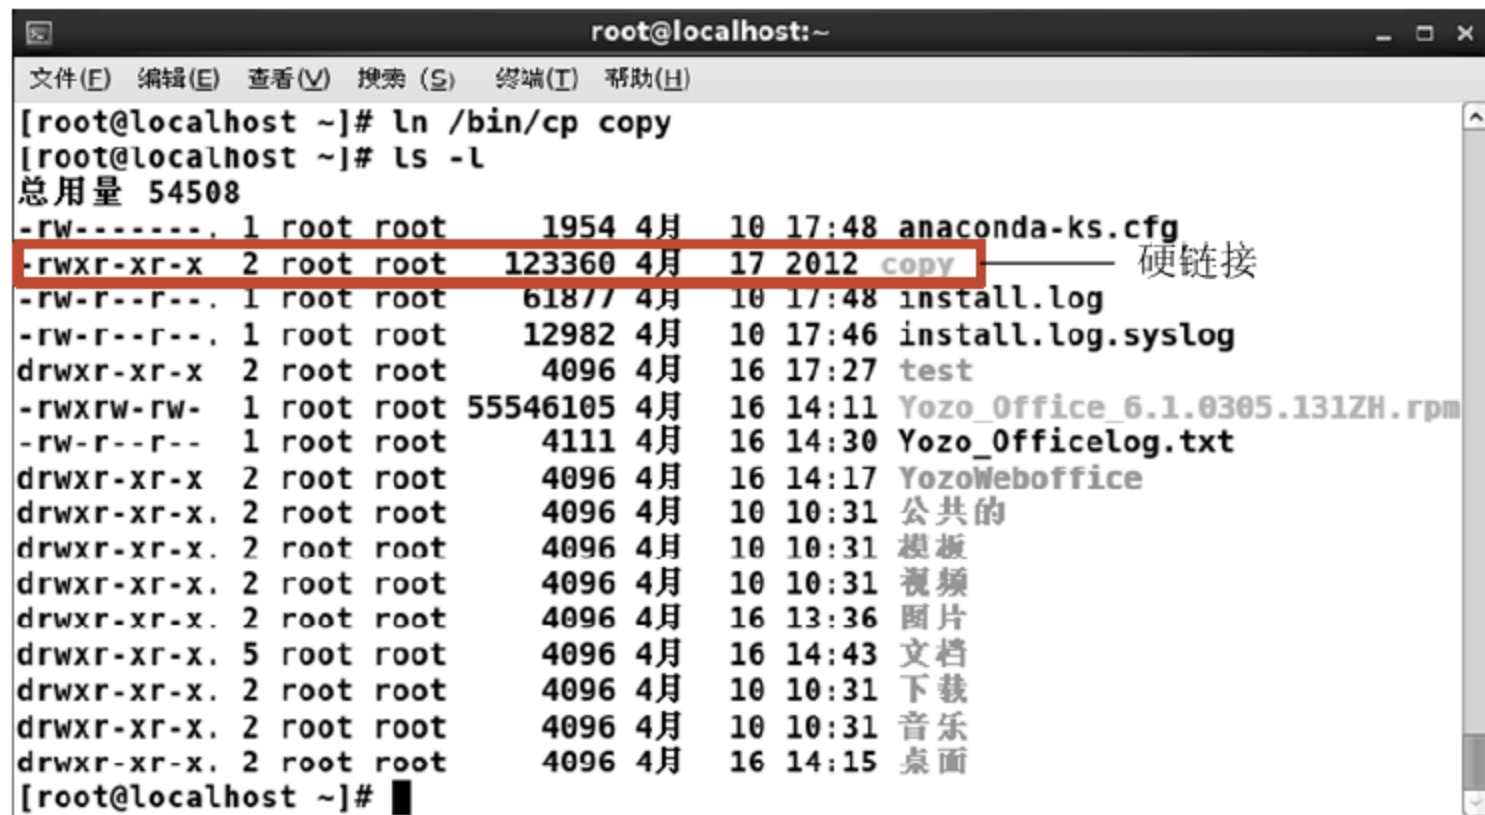 root@localhost:~
文件(F) 编辑(E) 查看(V) 搜索 (S) 终端(T) 帮助(H)
[root@localhost ~]# ln /bin/cp copy
[root@localhost ~]# ls -l
总用量 54508
-rw-------. 1 root root 1954 4月 10 17:48 anaconda-ks.cfg
-rwxr-xr-x 2 root root 123360 4月 17 2012 copy 硬链接
-rw-r--r--. 1 root root 61877 4月 10 17:48 install.log
-rw-r--r--. 1 root root 12982 4月 10 17:46 install.log.syslog
drwxr-xr-x 2 root root 4096 4月 16 17:27 test
-rwxrw-rw- 1 root root 55546105 4月 16 14:11 Yozo_Office_6.1.0305.131ZH.rpm
-rw-r--r-- 1 root root 4111 4月 16 14:30 Yozo_Officelog.txt
drwxr-xr-x 2 root root 4096 4月 16 14:17 YozoWeboffice
drwxr-xr-x. 2 root root 4096 4月 10 10:31 公共的
drwxr-xr-x. 2 root root 4096 4月 10 10:31 模板
drwxr-xr-x. 2 root root 4096 4月 10 10:31 视频
drwxr-xr-x. 2 root root 4096 4月 16 13:36 图片
drwxr-xr-x. 5 root root 4096 4月 16 14:43 文档
drwxr-xr-x. 2 root root 4096 4月 10 10:31 下载
drwxr-xr-x. 2 root root 4096 4月 10 10:31 音乐
drwxr-xr-x. 2 root root 4096 4月 16 14:15 桌面
[root@localhost ~]#